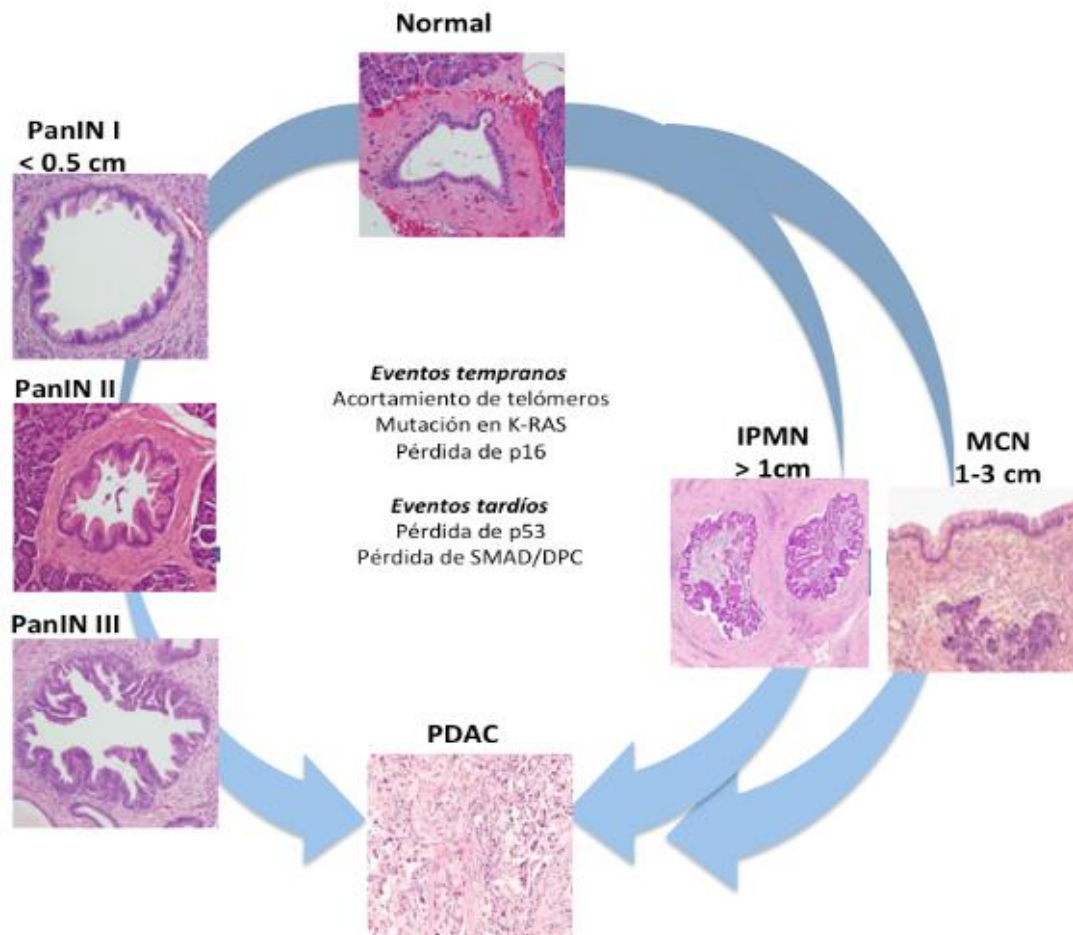 Normal
PanIN I
< 0.5 cm
PanIN II
PanIN III
Eventos tempranos
Acortamiento de telómeros
Mutación en K-RAS
Pérdida de p16
Eventos tardíos
Pérdida de p53
Pérdida de SMAD/DPC
IPMN
> 1cm
MCN
1-3 cm
PDAC